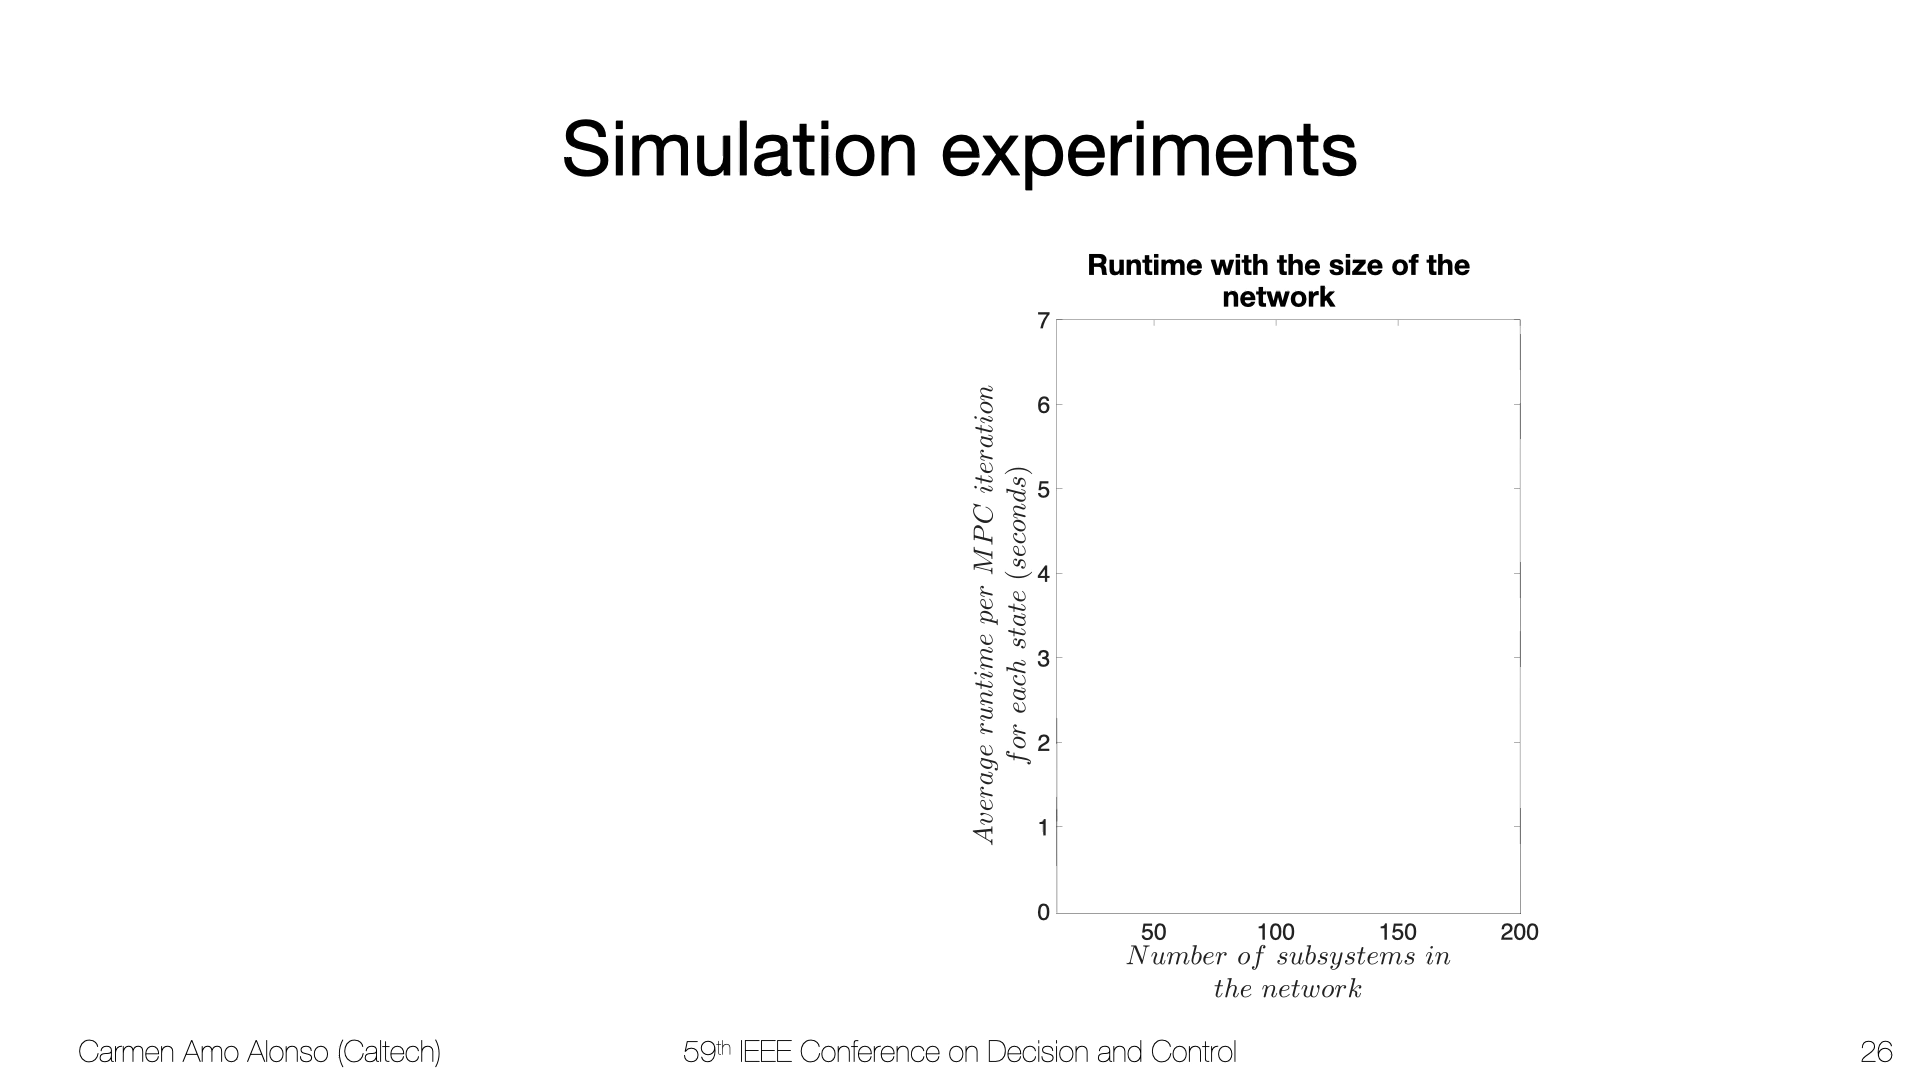 Simulation experiments
Runtime with the size of the
network
7
6
5
4
3
2
1
0
Average runtime per MPC iteration
for each state (seconds)
50 100 150 200
Number of subsystems in
the network
Carmen Amo Alonso (Caltech) 59th IEEE Conference on Decision and Control 26